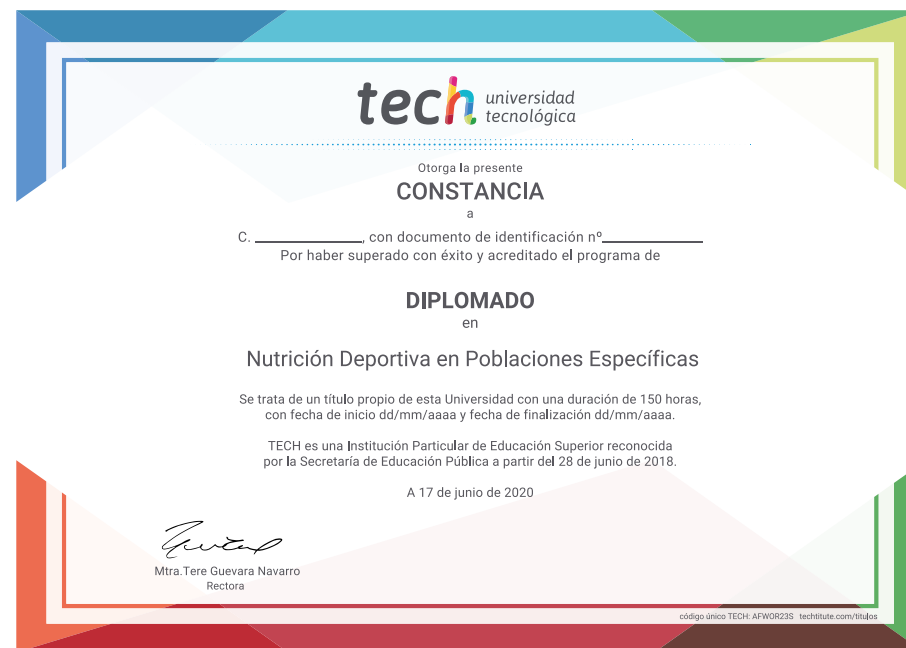 tech universidad
tecnológica
Otorga la presente
CONSTANCIA
a
C. ______________, con documento de identificación nº______________
Por haber superado con éxito y acreditado el programa de
DIPLOMADO
en
Nutrición Deportiva en Poblaciones Específicas
Se trata de un título propio de esta Universidad con una duración de 150 horas,
con fecha de inicio dd/mm/aaaa y fecha de finalización dd/mm/aaaa.
TECH es una Institución Particular de Educación Superior reconocida
por la Secretaría de Educación Pública a partir del 28 de junio de 2018.
A 17 de junio de 2020
Mtra.Tere Guevara Navarro
Rectora
código único TECH: AFWOR23S techtitute.com/titulos